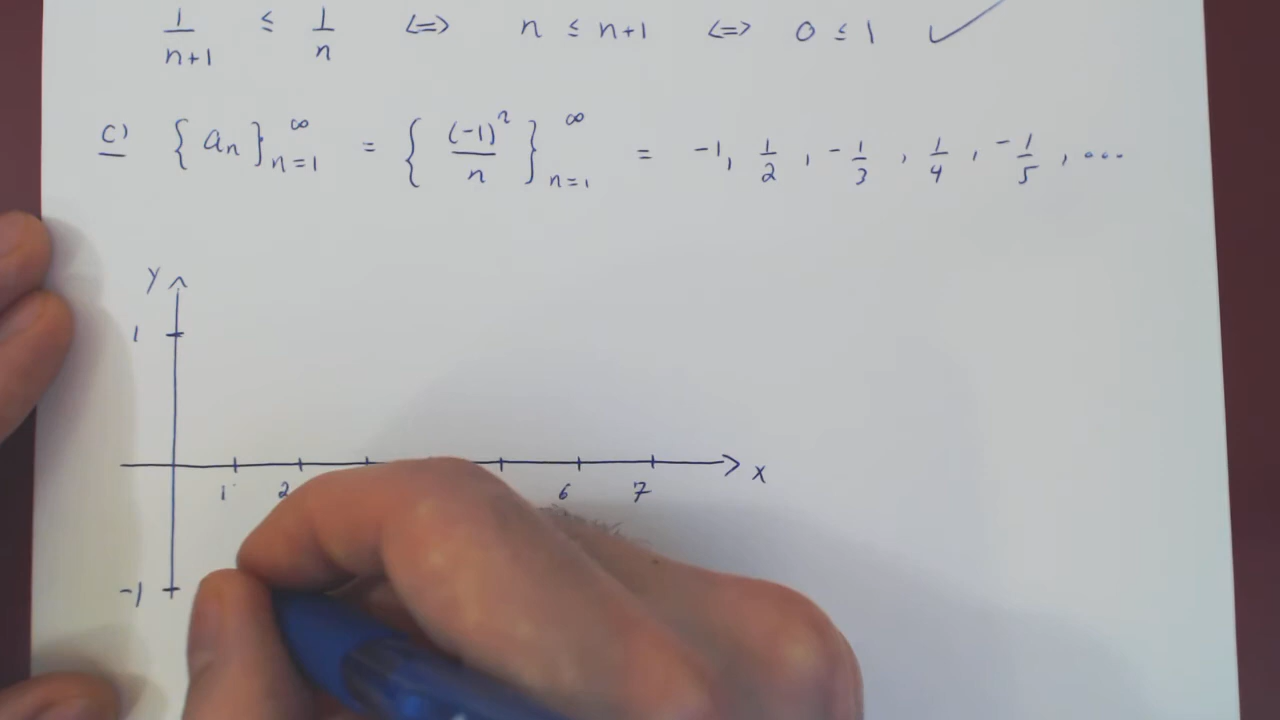 1/(n+1) ≤ 1/n <=> n ≤ n+1 <=> 0 ≤ 1 ✓
c) {a_n}_{n=1}^∞ = {(-1)^n/n}_{n=1}^∞ = -1, 1/2, -1/3, 1/4, -1/5, ...
y
1
x
1 2 6 7
-1